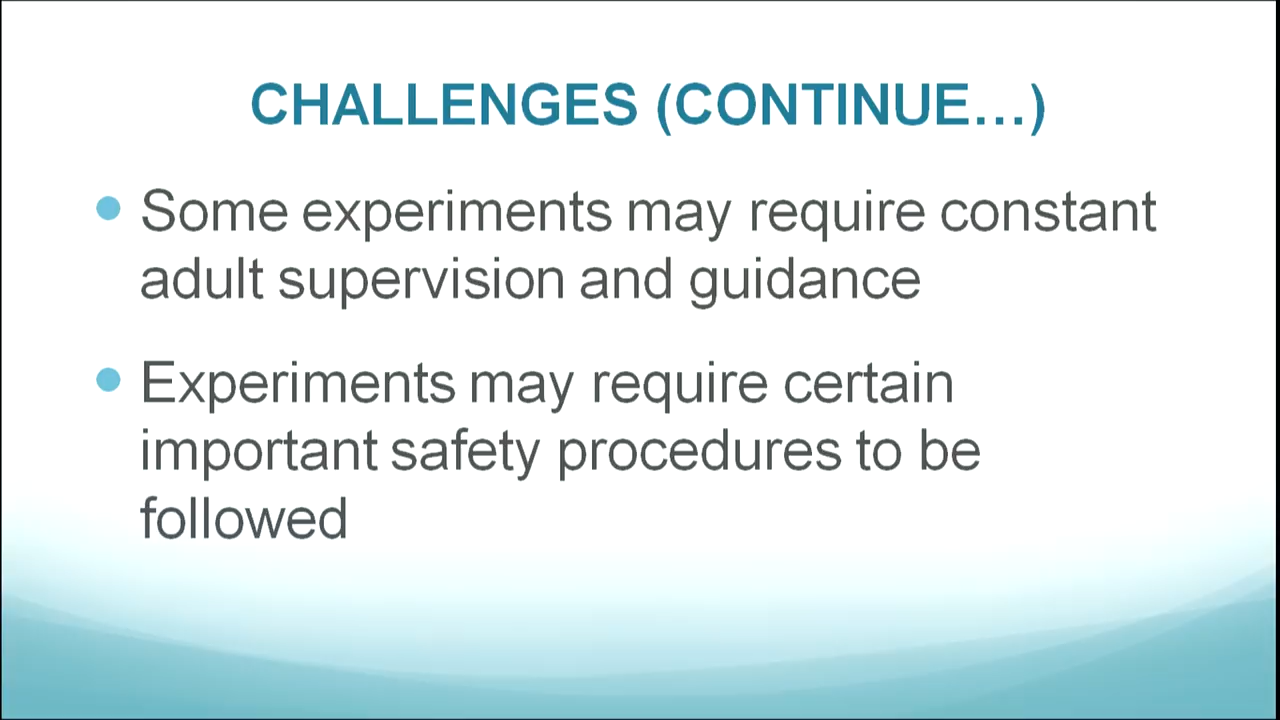 CHALLENGES (CONTINUE...)
Some experiments may require constant
adult supervision and guidance
Experiments may require certain
important safety procedures to be
followed